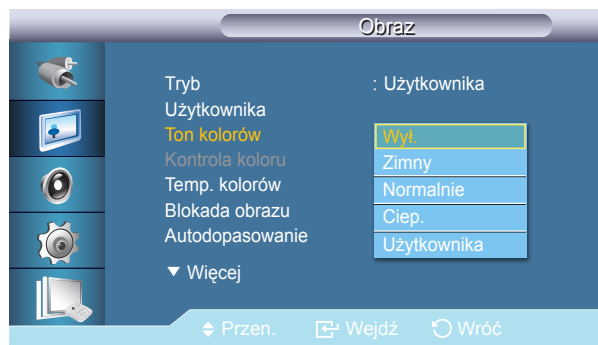 Obraz
Tryb : Użytkownika
Użytkownika
Ton kolorów
Kontrola koloru
Temp. kolorów
Blokada obrazu
Autodopasowanie
▼ Więcej
Wył.
Zimny
Normalnie
Ciep.
Użytkownika
Przen. Wejdź Wróć